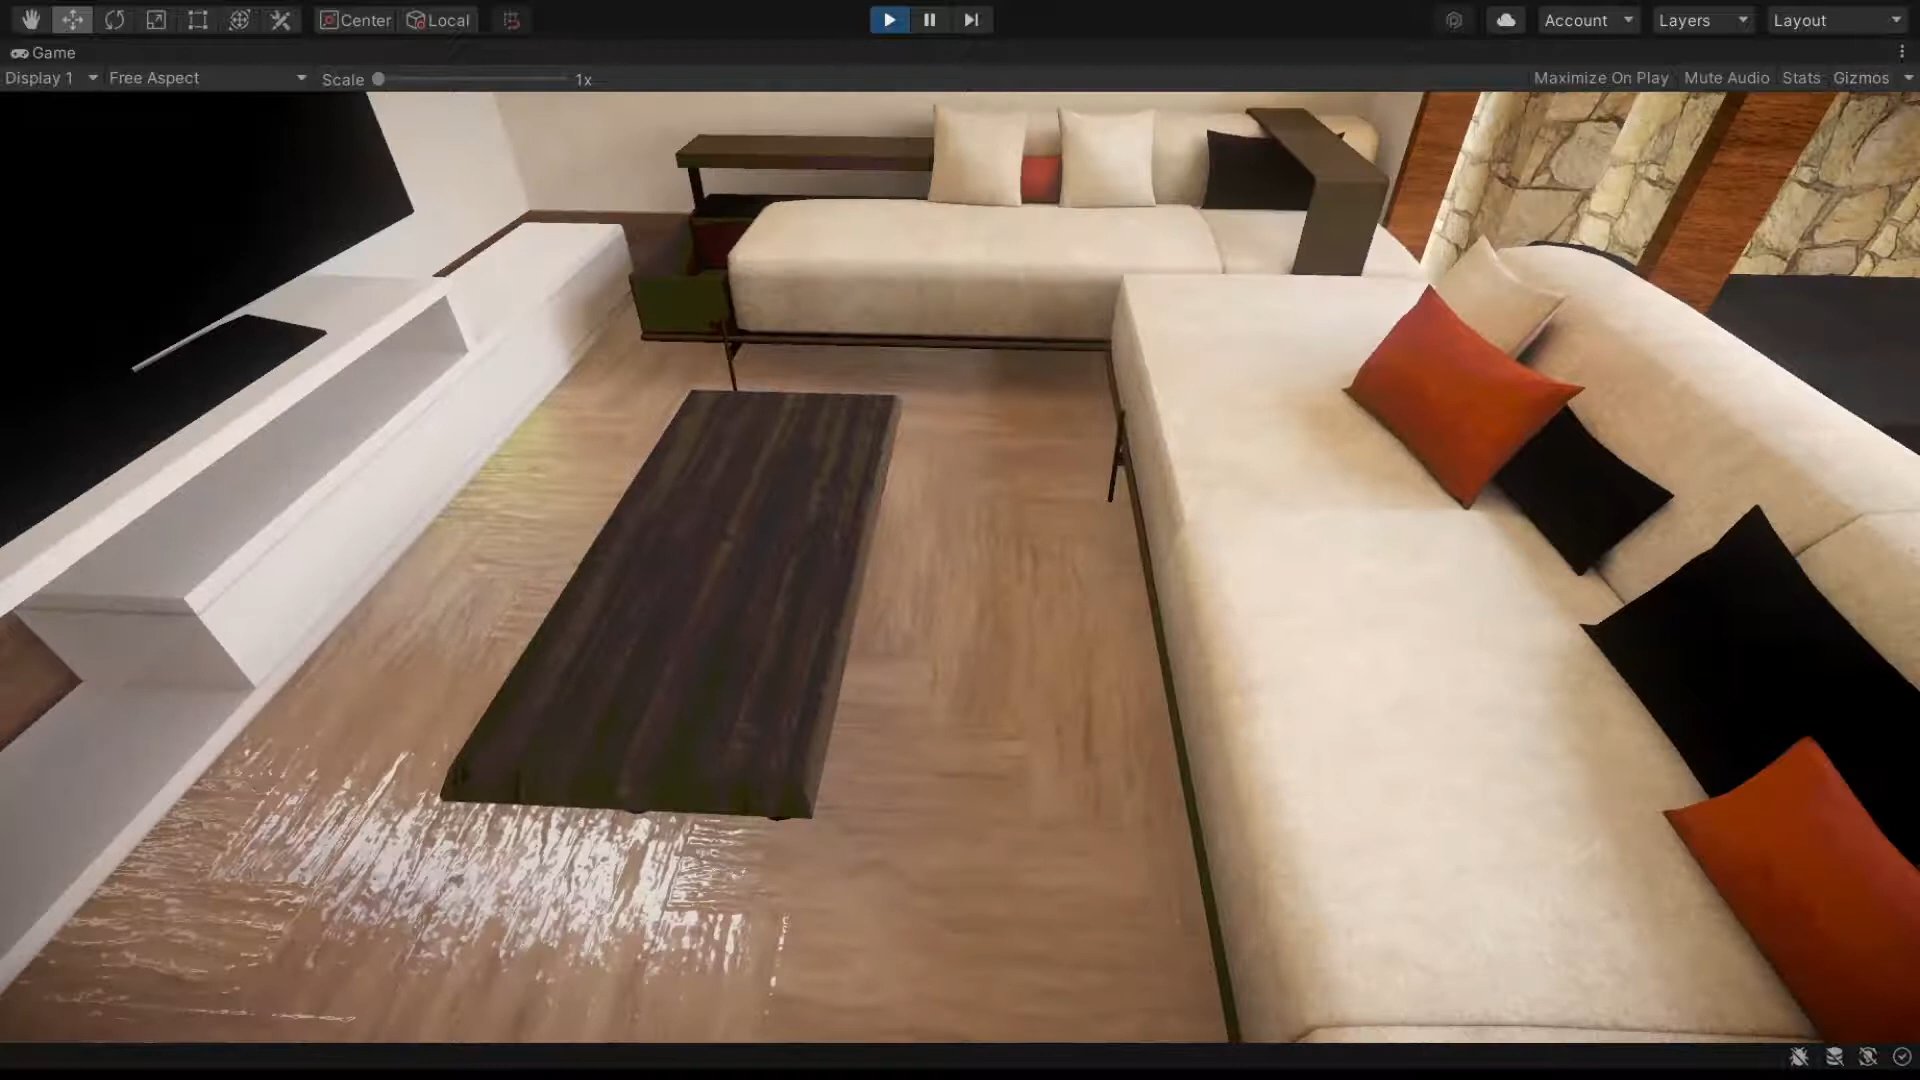 Center Local Account Layers Layout
Game
Display 1 Free Aspect Scale 1x Maximize On Play Mute Audio Stats Gizmos